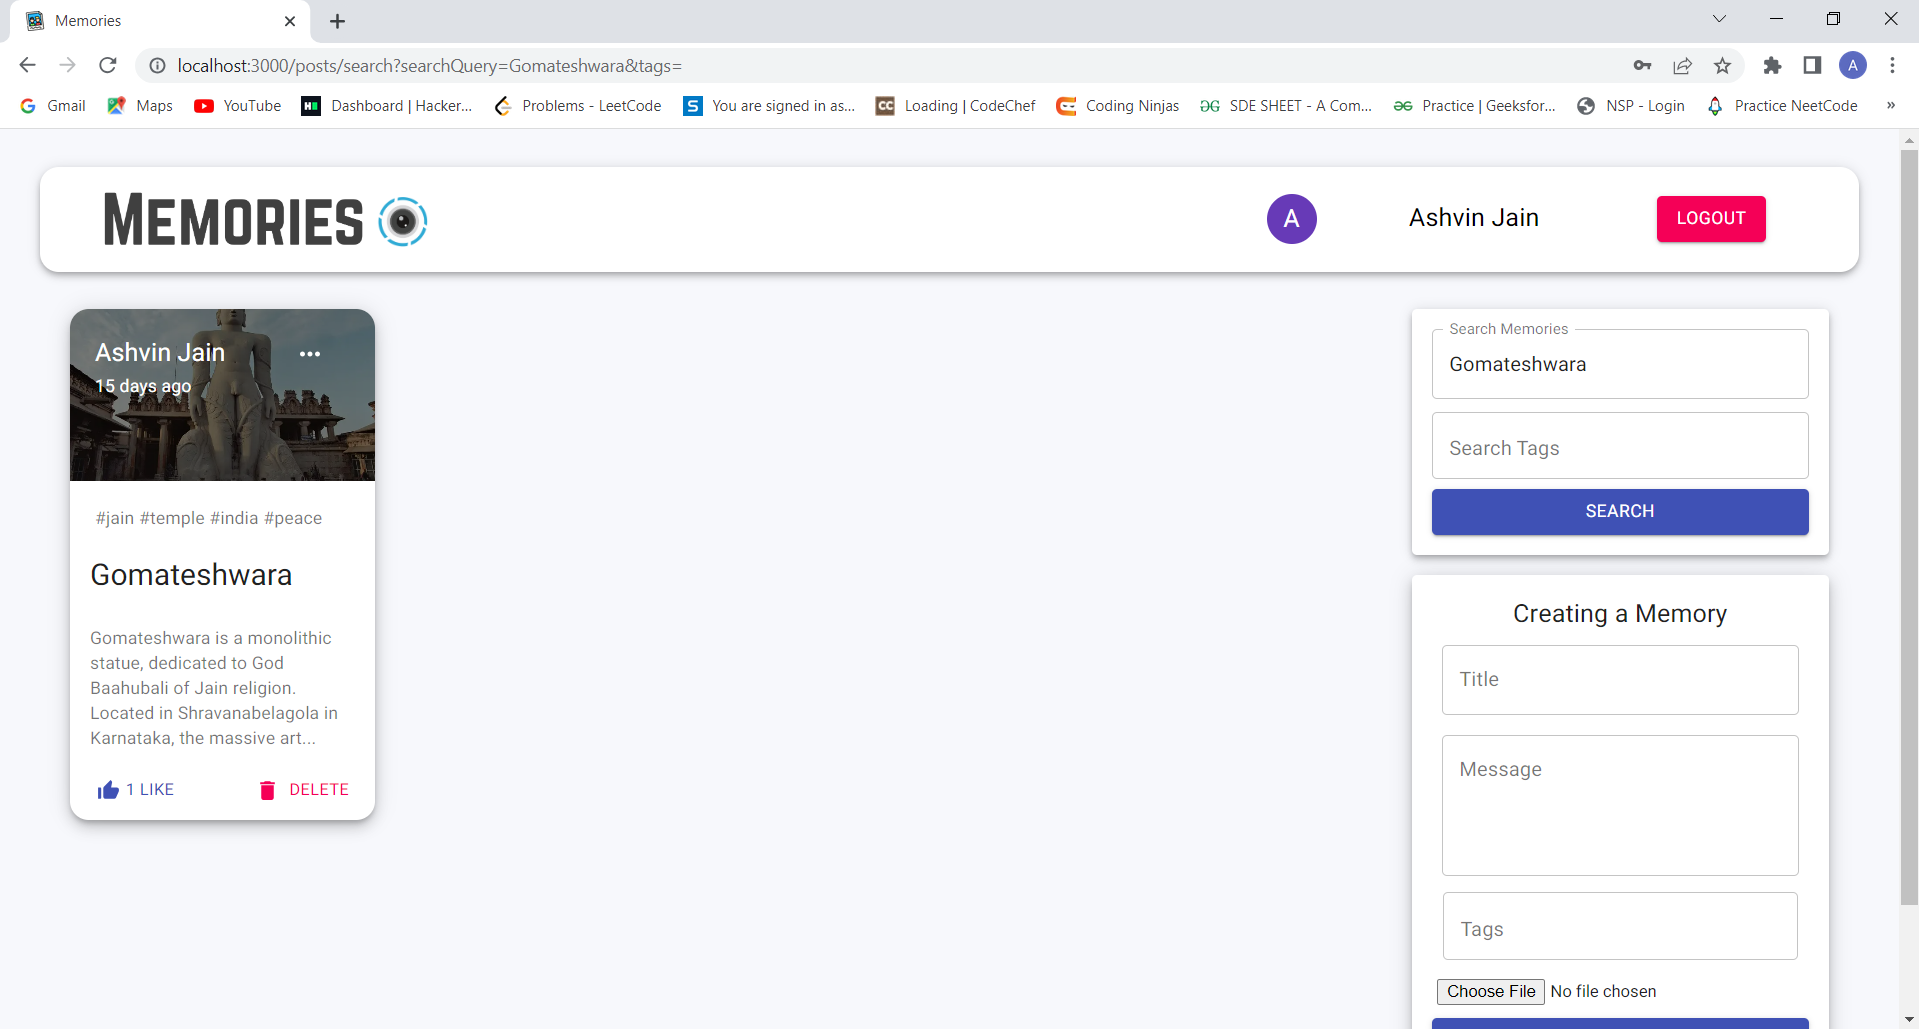 Memories
localhost:3000/posts/search?searchQuery=Gomateshwara&tags=
A
Gmail
Maps
YouTube
Dashboard | Hacker...
Problems - LeetCode
S
You are signed in as...
CC
Loading | CodeChef
Coding Ninjas
SDE SHEET - A Com...
Practice | Geeksfor...
NSP - Login
Practice NeetCode
»
MEMORIES
A
Ashvin Jain
LOGOUT
Ashvin Jain
15 days ago
#jain #temple #india #peace
Gomateshwara
Gomateshwara is a monolithic
statue, dedicated to God
Baahubali of Jain religion.
Located in Shravanabelagola in
Karnataka, the massive art...
1 LIKE
DELETE
Search Memories
Gomateshwara
Search Tags
SEARCH
Creating a Memory
Title
Message
Tags
Choose File No file chosen